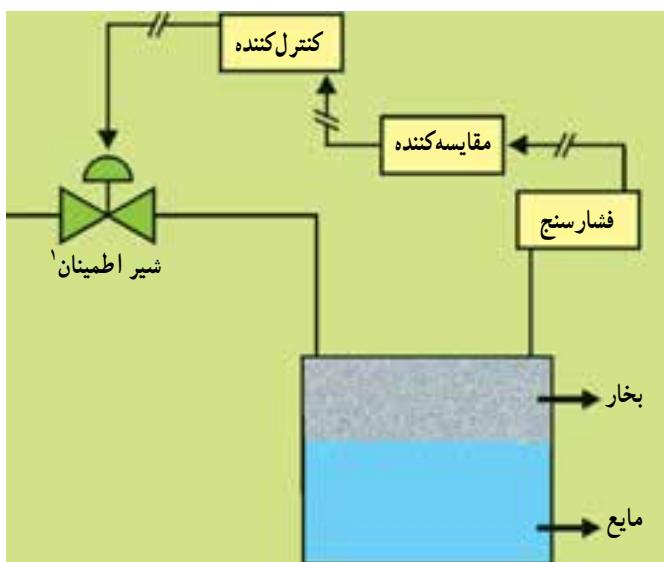 کنترل‌کننده
مقایسه‌کننده
فشارسنج
شیر اطمینان۱
بخار
مایع